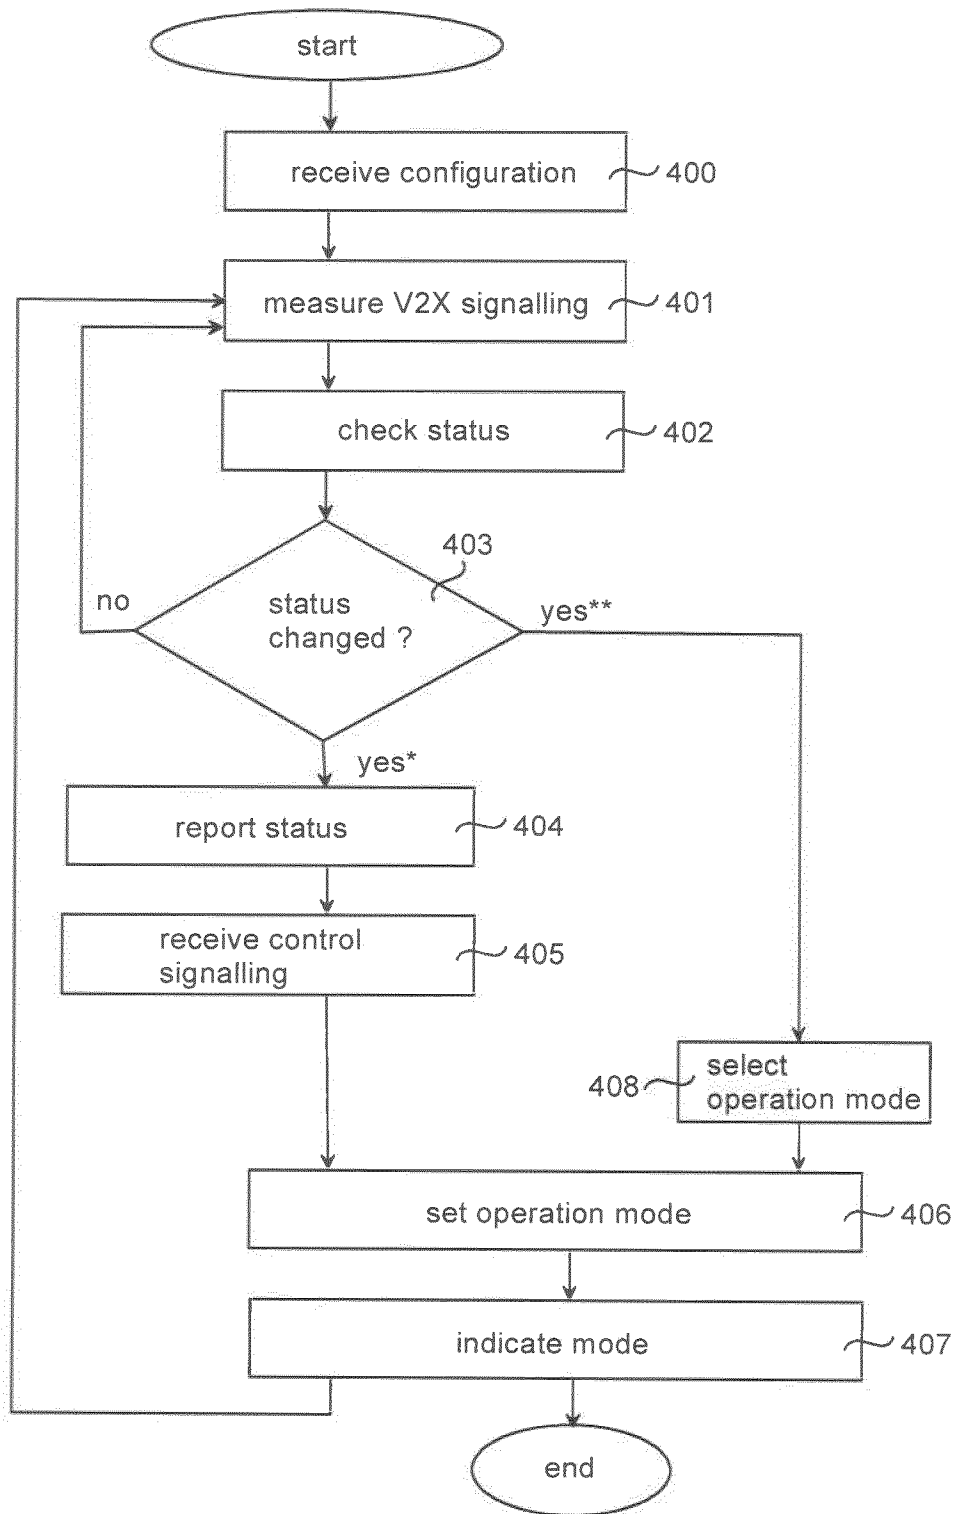 start
receive configuration
400
measure V2X signalling
401
check status
402
403
no
status
changed ?
yes**
yes*
report status
404
receive control
signalling
405
408
select
operation mode
set operation mode
406
indicate mode
407
end